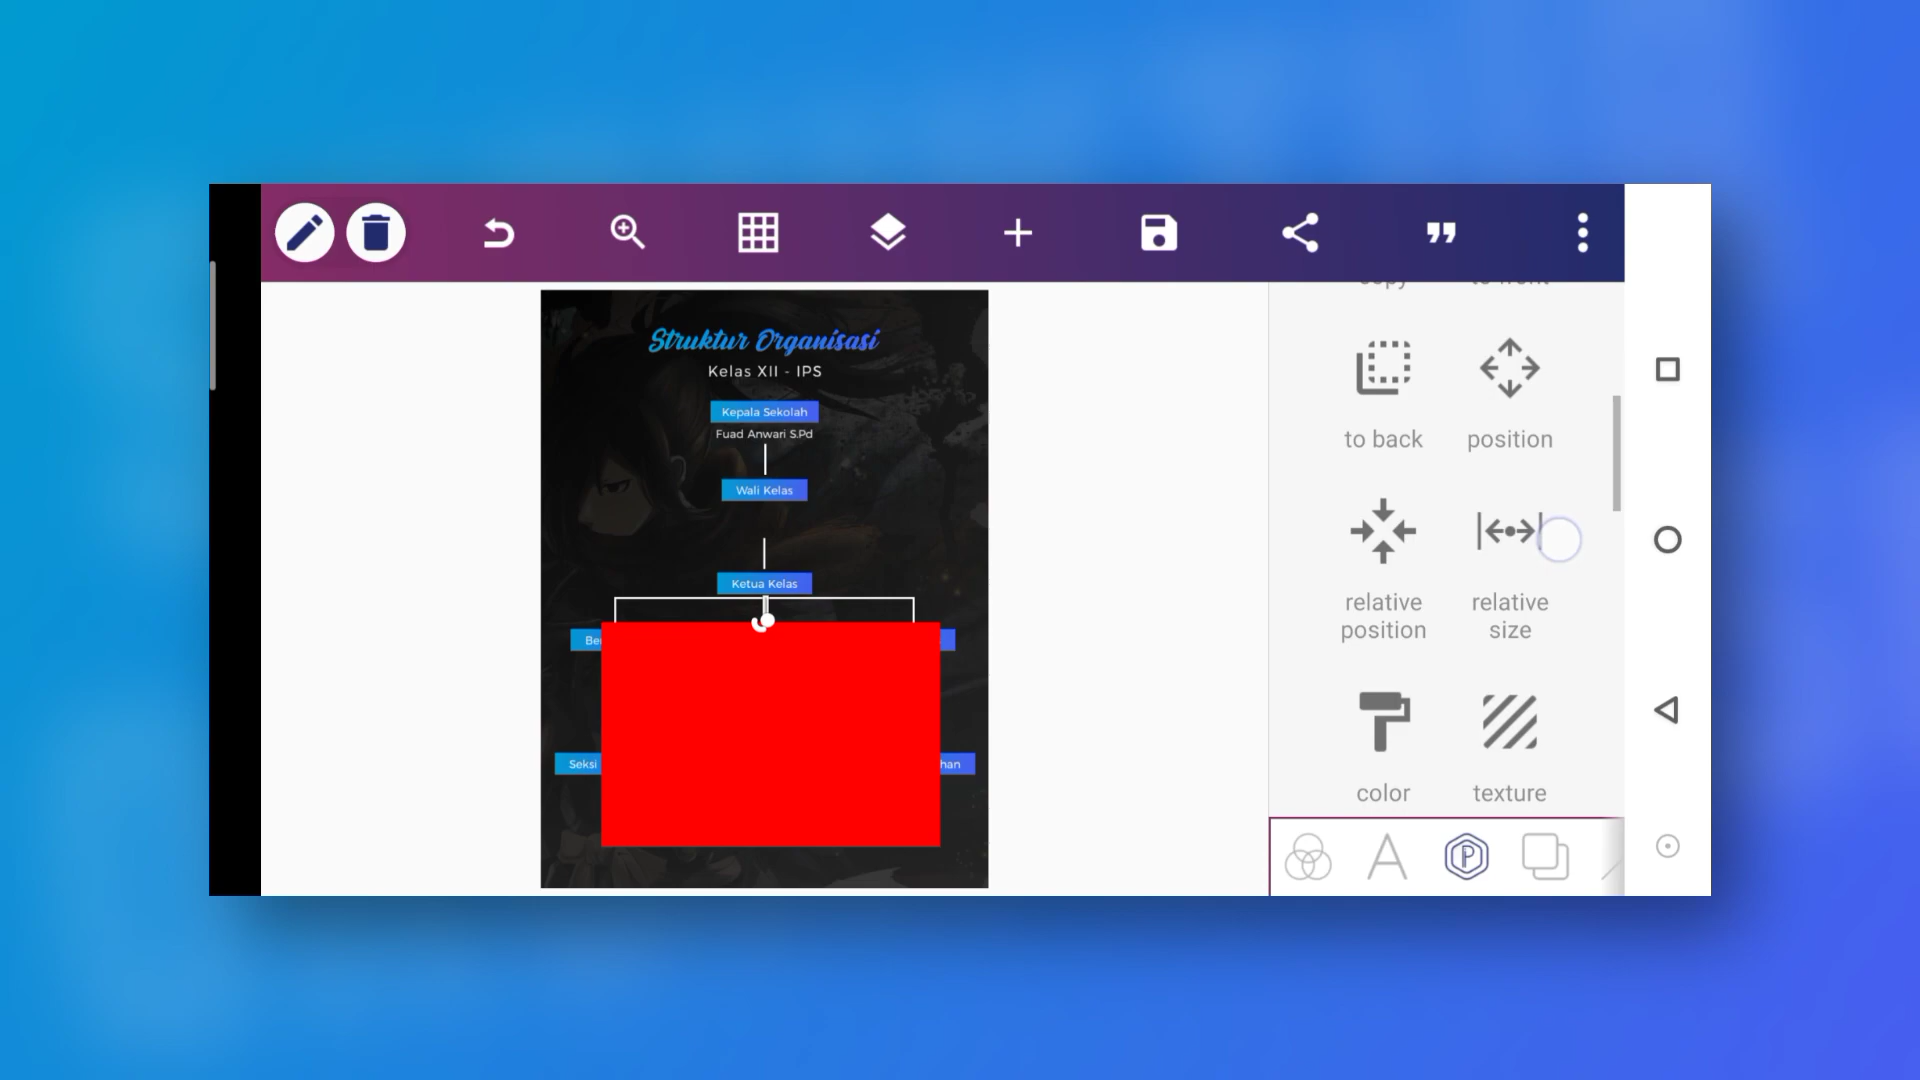 Struktur Organisasi
Kelas XII - IPS
Kepala Sekolah
Fuad Anwari S.Pd
Wali Kelas
Ketua Kelas
Seksi
to back
position
relative
position
relative
size
color
texture